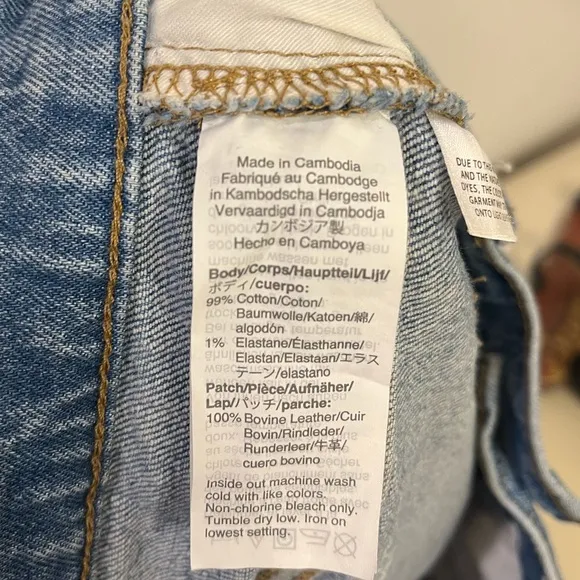 Made in Cambodia
Fabriqué au Cambodge
in Kambodscha Hergestellt
Vervaardigd in Cambodja
カンボジア製
Hecho en Camboya
Body/Corps/Hauptteil/Lijf/
ボディ/cuerpo:
99% Cotton/Coton/
Baumwolle/Katoen/綿/
algodón
1% Elastane/Élasthanne/
Elastan/Elastaan/エラス
テーン/elastano
Patch/Pièce/Aufnäher/
Lap/パッチ/parche:
100% Bovine Leather/Cuir
Bovin/Rindleder/
Runderleer/牛革/
cuero bovino
Inside out machine wash
cold with like colors.
Non-chlorine bleach only.
Tumble dry low. Iron on
lowest setting.
DUE TO THE
AND THE
DYES, THE
GARMENT
ONTO